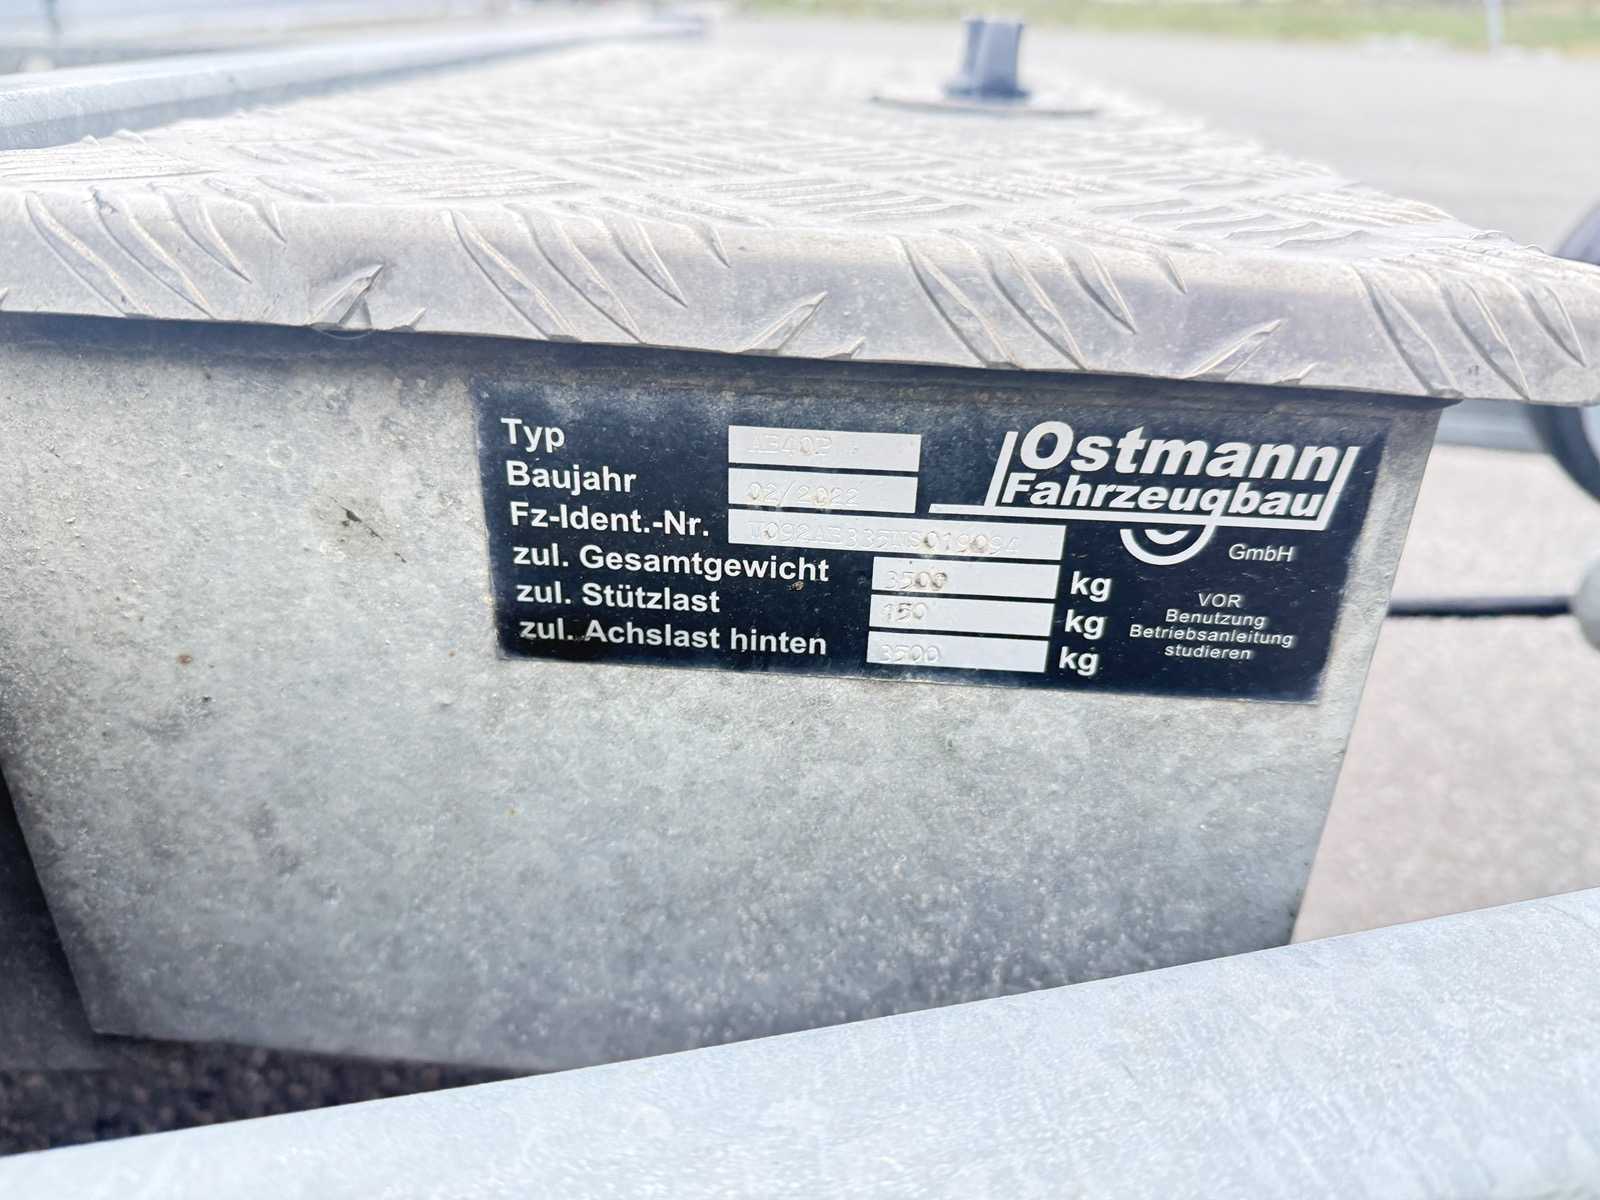 Typ
Baujahr 02/2022
Fz-Ident.-Nr.
zul. Gesamtgewicht 3500 kg
zul. Stützlast 150 kg
zul. Achslast hinten 3500 kg
Ostmann
Fahrzeugbau
GmbH
VOR
Benutzung
Betriebsanleitung
studieren